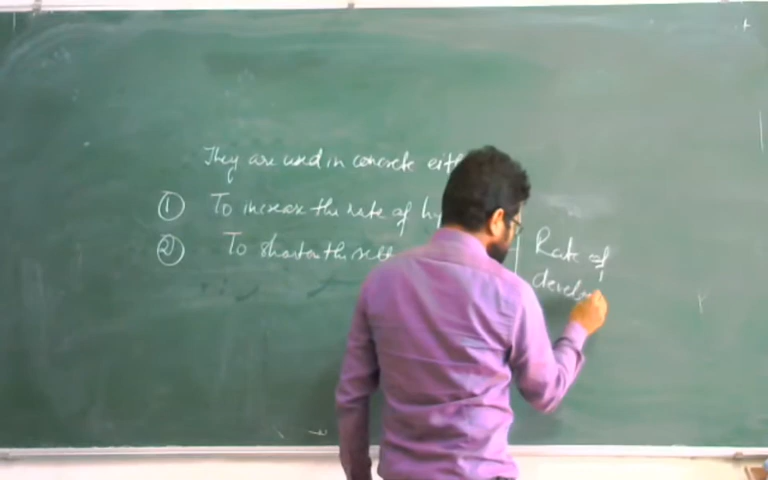 They are used in concrete eith
① To increase the rate of hy
② To shorten the sett
Rate of
develo